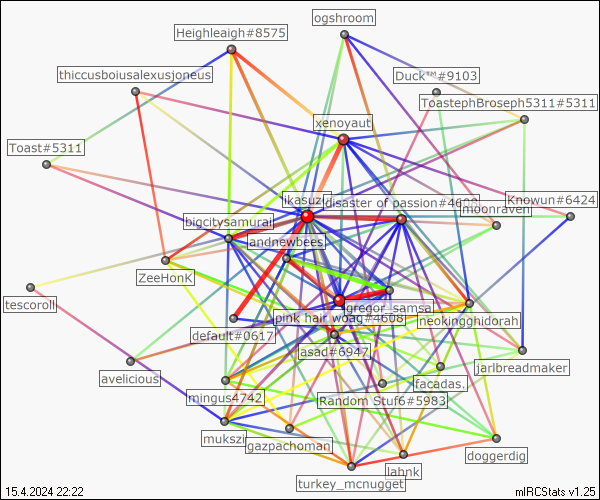 ogshroom
Heighleaigh#8575
thiccusboiusalexusjoneus
Duck™#9103
ToastephBroseph5311#5311
xenoyaut
Toast#5311
ikasuzu
disaster of passion#460
Knowun#6424
moonraven
bigcitysamurai
andnewbees
ZeeHonk
tescoroll
gregor_samsa
pink hair woag#4608
neokingghidorah
default#0617
jasad#6947
jarlbreadmaker
avelicious
facadas.
mingus4742
Random Stuf6#5983
mukszi
gazpachoman
doggerdig
lahnk
turkey_mcnugget
15.4.2024 22:22
mIRCStats v1.25